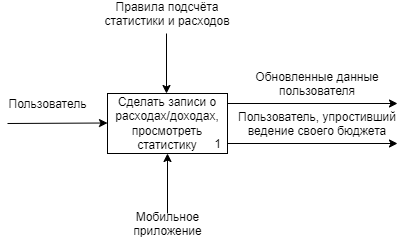 Правила подсчёта
статистики и расходов
Обновленные данные
пользователя
Пользователь
Сделать записи о
расходах/доходах,
просмотреть
статистику 1
Пользователь, упростивший
ведение своего бюджета
Мобильное
приложение